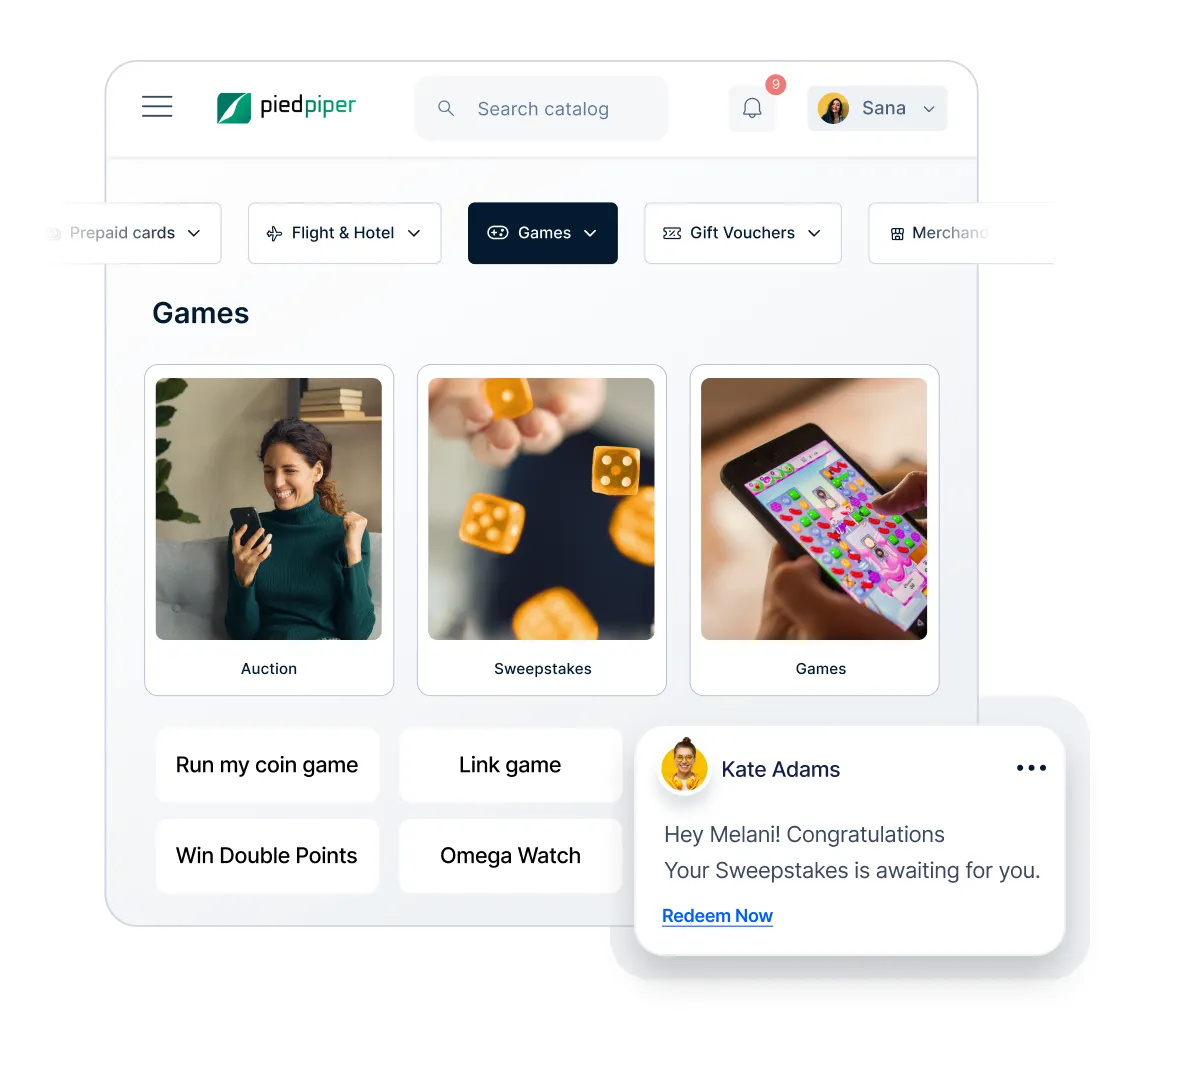 piedpiper
Search catalog
9
Sana
Prepaid cards
Flight & Hotel
Games
Gift Vouchers
Merchand
Games
Auction
Sweepstakes
Games
Run my coin game
Link game
Win Double Points
Omega Watch
Kate Adams
Hey Melani! Congratulations
Your Sweepstakes is awaiting for you.
Redeem Now